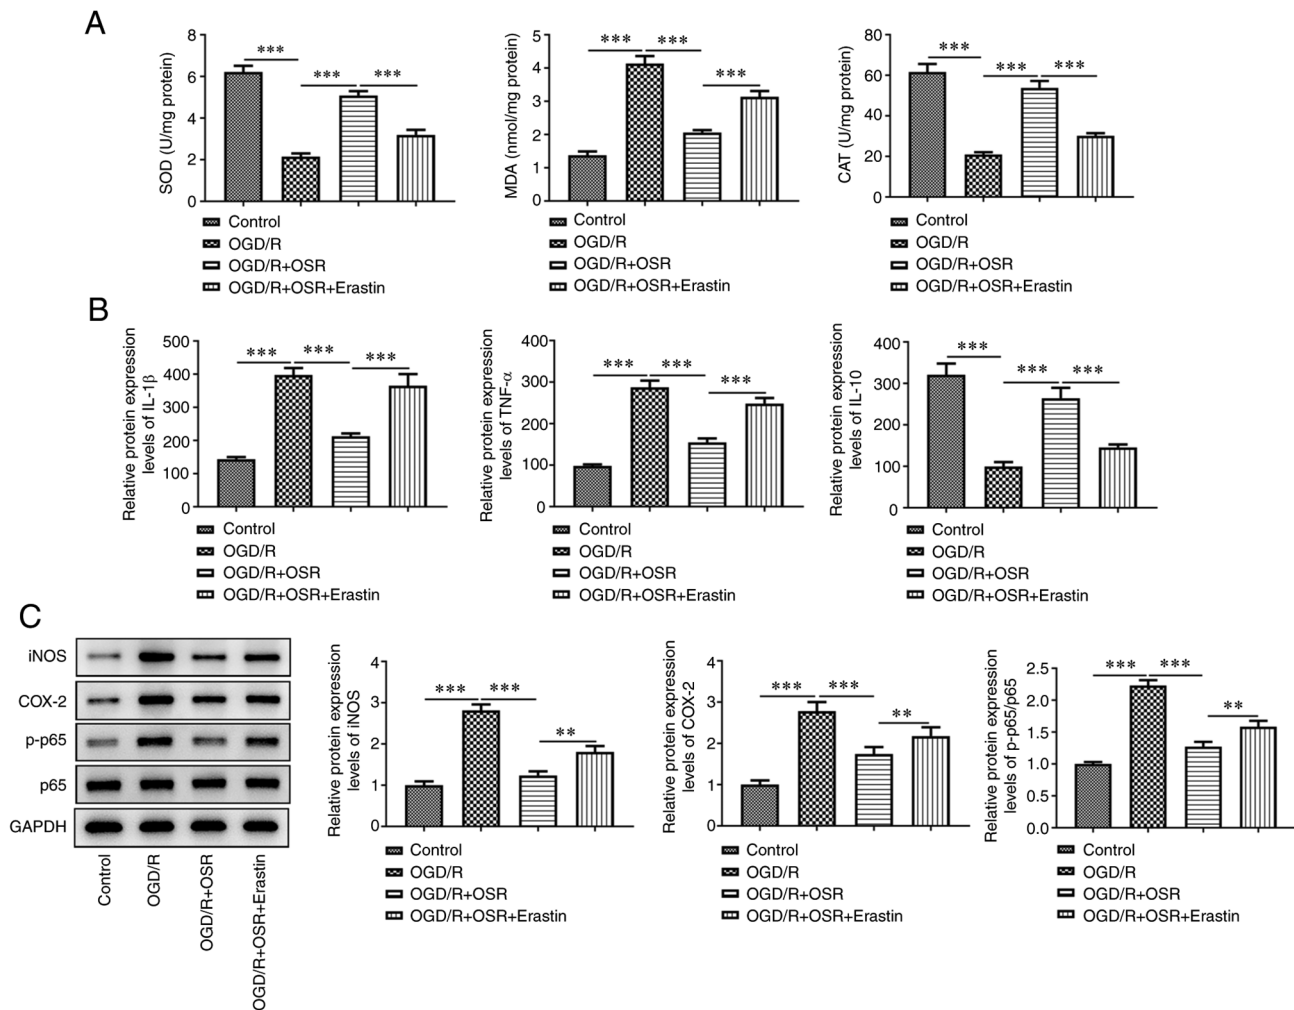 A
SOD (U/mg protein)
8
6
4
2
0
***
***
***
Control
OGD/R
OGD/R+OSR
OGD/R+OSR+Erastin
MDA (nmol/mg protein)
5
4
3
2
1
0
***
***
***
Control
OGD/R
OGD/R+OSR
OGD/R+OSR+Erastin
CAT (U/mg protein)
80
60
40
20
0
***
***
***
Control
OGD/R
OGD/R+OSR
OGD/R+OSR+Erastin
B
Relative protein expression
levels of IL-1β
500
400
300
200
100
0
***
***
***
Control
OGD/R
OGD/R+OSR
OGD/R+OSR+Erastin
Relative protein expression
levels of TNF-α
400
300
200
100
0
***
***
***
Control
OGD/R
OGD/R+OSR
OGD/R+OSR+Erastin
Relative protein expression
levels of IL-10
400
300
200
100
0
***
***
***
Control
OGD/R
OGD/R+OSR
OGD/R+OSR+Erastin
C
iNOS
COX-2
p-p65
p65
GAPDH
Control
OGD/R
OGD/R+OSR
OGD/R+OSR+Erastin
Relative protein expression
levels of iNOS
4
3
2
1
0
***
***
**
Control
OGD/R
OGD/R+OSR
OGD/R+OSR+Erastin
Relative protein expression
levels of COX-2
4
3
2
1
0
***
***
**
Control
OGD/R
OGD/R+OSR
OGD/R+OSR+Erastin
Relative protein expression
levels of p-p65/p65
2.5
2.0
1.5
1.0
0.5
0.0
***
***
**
Control
OGD/R
OGD/R+OSR
OGD/R+OSR+Erastin